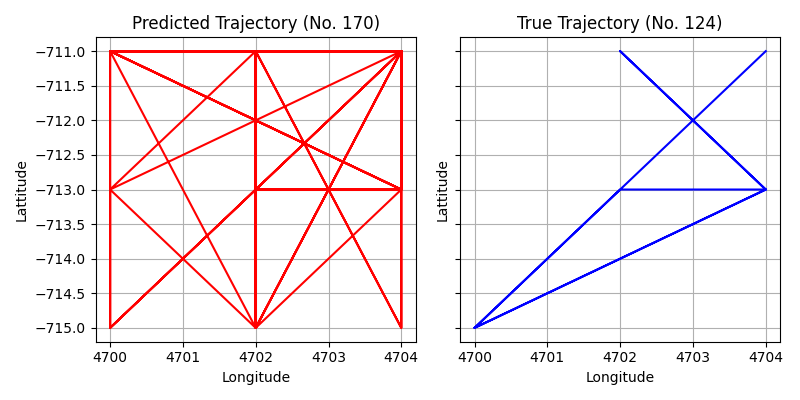 Predicted Trajectory (No. 170)
True Trajectory (No. 124)
−711.0
−711.5
−712.0
−712.5
−713.0
−713.5
−714.0
−714.5
−715.0
Lattitude
Lattitude
4700 4701 4702 4703 4704
4700 4701 4702 4703 4704
Longitude
Longitude